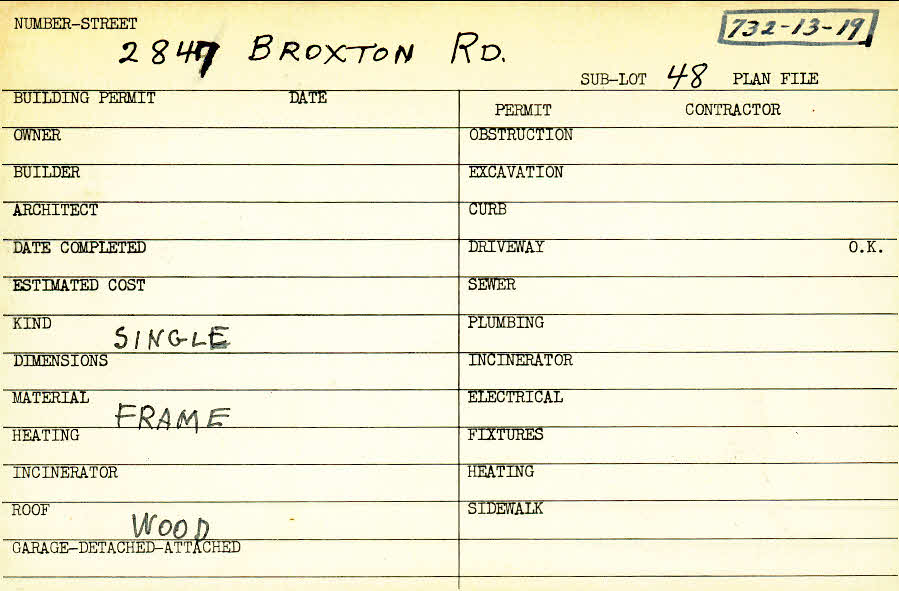 NUMBER-STREET
2847 BROXTON RD.
732-13-19
SUB-LOT 48 PLAN FILE
BUILDING PERMIT DATE
PERMIT CONTRACTOR
OWNER
OBSTRUCTION
BUILDER
EXCAVATION
ARCHITECT
CURB
DATE COMPLETED
DRIVEWAY O.K.
ESTIMATED COST
SEWER
KIND SINGLE
PLUMBING
DIMENSIONS
INCINERATOR
MATERIAL FRAME
ELECTRICAL
HEATING
FIXTURES
INCINERATOR
HEATING
ROOF WOOD
SIDEWALK
GARAGE-DETACHED-ATTACHED